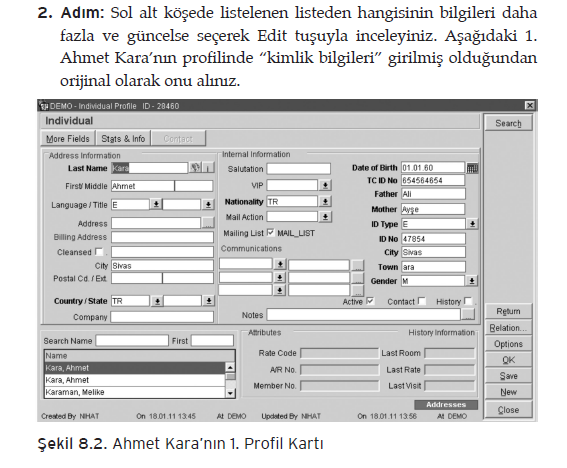 2. Adım: Sol alt köşede listelenen listeden hangisinin bilgileri daha
fazla ve güncelse seçerek Edit tuşuyla inceleyiniz. Aşağıdaki 1.
Ahmet Kara'nın profilinde "kimlik bilgileri" girilmiş olduğundan
orijinal olarak onu alınız.
DEMO - Individual Profile ID - 28460
Individual
Search
More Fields Stats & Info Contact
Address Information Internal Information
Last Name Kara Salutation Date of Birth 01.01.60
First/ Middle Ahmet VIP TC ID No 654564654
Language / Title E Nationality TR Father Ali
Address Mail Action Mother Ayşe
Billing Address Mailing List MAIL_LIST ID Type E
Cleansed Communications ID No 47854
City Sivas City Sivas
Postal Cd. / Ext. Town ara
Gender M
Country / State TR Active Contact History
Company Notes
Return
Search Name First Attributes History Information Relation...
Name Rate Code Last Room Options
Kara, Ahmet A/R No. Last Rate OK
Kara, Ahmet Member No. Last Visit Save
Karaman, Melike New
Addresses
Created By NIHAT On 18.01.11 13:45 At DEMO Updated By NIHAT On 18.01.11 13:56 At DEMO Close
Şekil 8.2. Ahmet Kara'nın 1. Profil Kartı